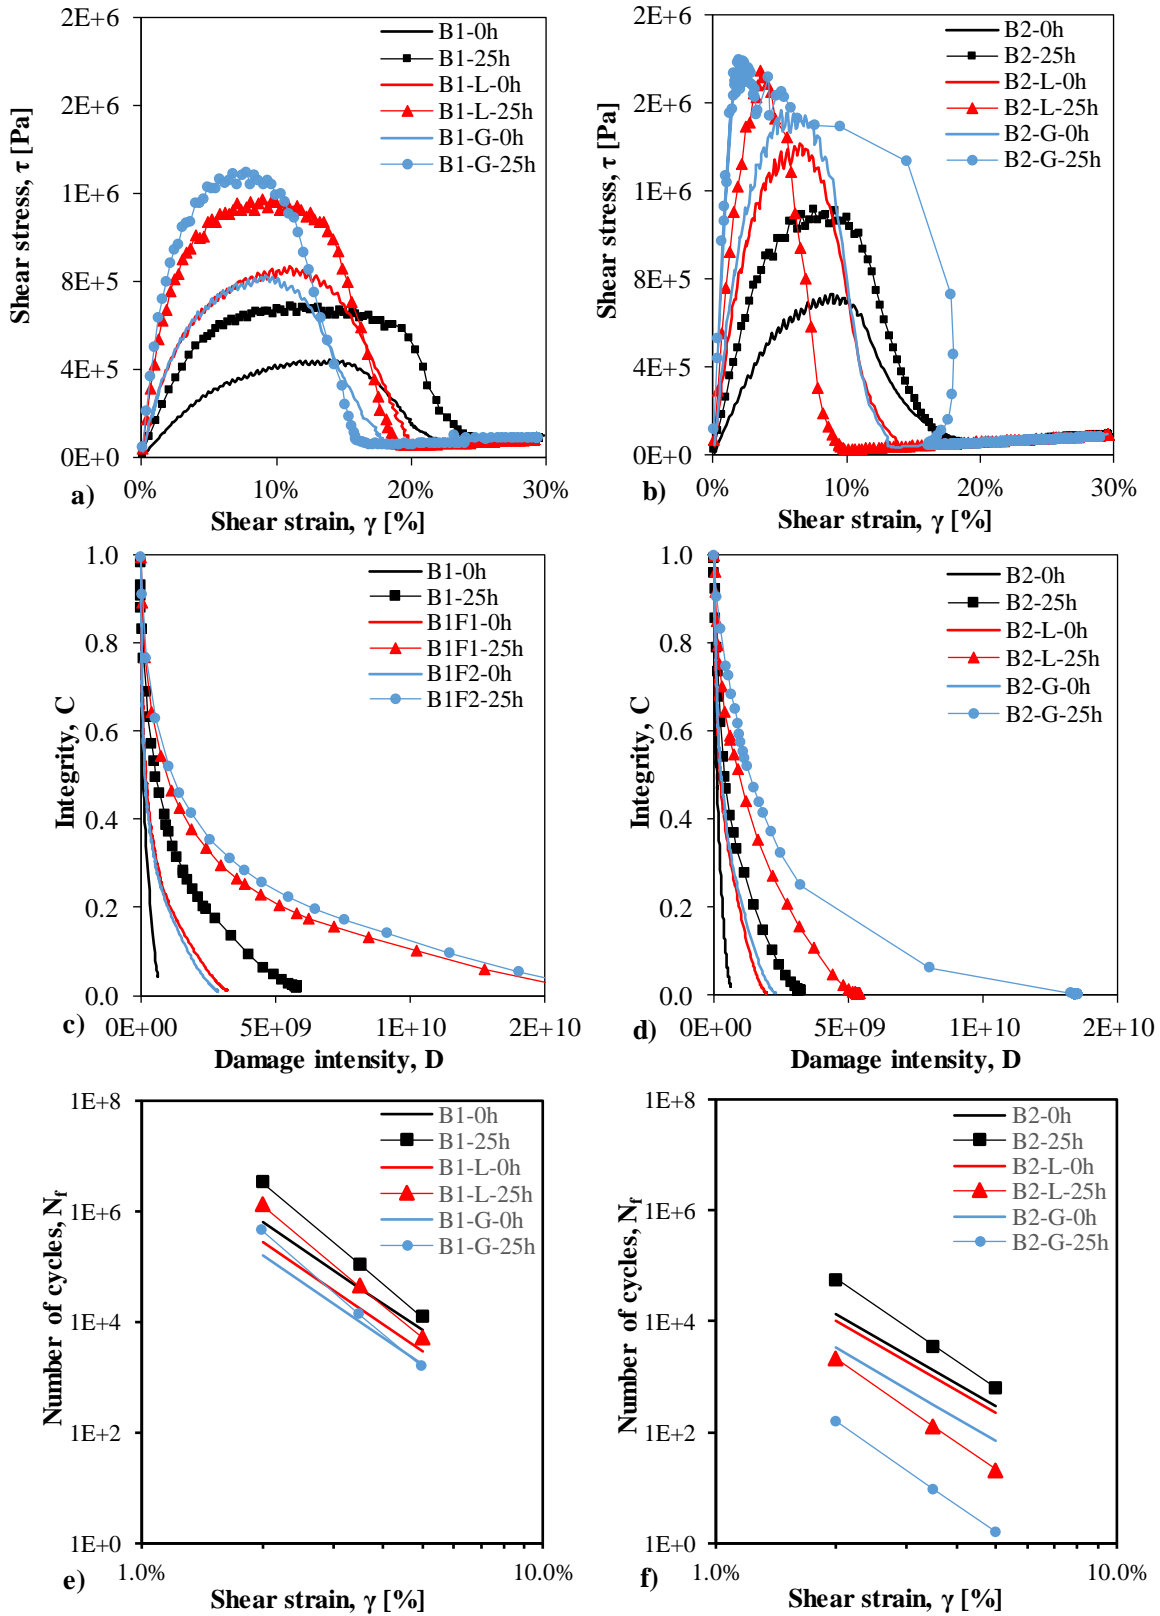 2E+6
2E+6
1E+6
8E+5
4E+5
0E+0
Shear stress, τ [Pa]
B1-0h
B1-25h
B1-L-0h
B1-L-25h
B1-G-0h
B1-G-25h
0%
10%
20%
30%
a)
Shear strain, γ [%]
2E+6
2E+6
1E+6
8E+5
4E+5
0E+0
Shear stress, τ [Pa]
B2-0h
B2-25h
B2-L-0h
B2-L-25h
B2-G-0h
B2-G-25h
0%
10%
20%
30%
b)
Shear strain, γ [%]
1.0
0.8
0.6
0.4
0.2
0.0
Integrity, C
B1-0h
B1-25h
B1F1-0h
B1F1-25h
B1F2-0h
B1F2-25h
0E+00
5E+09
1E+10
2E+10
c)
Damage intensity, D
1.0
0.8
0.6
0.4
0.2
0.0
Integrity, C
B2-0h
B2-25h
B2-L-0h
B2-L-25h
B2-G-0h
B2-G-25h
0E+00
5E+09
1E+10
2E+10
d)
Damage intensity, D
1E+8
1E+6
1E+4
1E+2
1E+0
Number of cycles, N_f
B1-0h
B1-25h
B1-L-0h
B1-L-25h
B1-G-0h
B1-G-25h
1.0%
10.0%
e)
Shear strain, γ [%]
1E+8
1E+6
1E+4
1E+2
1E+0
Number of cycles, N_f
B2-0h
B2-25h
B2-L-0h
B2-L-25h
B2-G-0h
B2-G-25h
1.0%
10.0%
f)
Shear strain, γ [%]